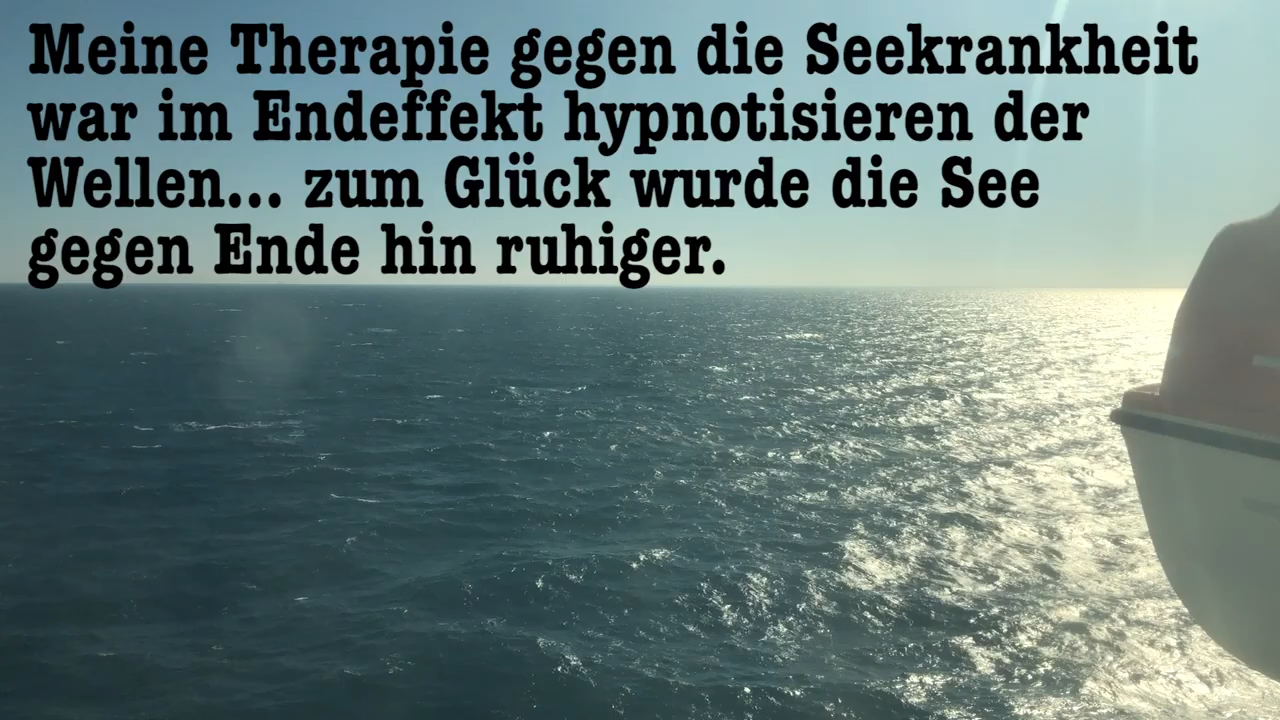 Meine Therapie gegen die Seekrankheit
war im Endeffekt hypnotisieren der
Wellen... zum Glück wurde die See
gegen Ende hin ruhiger.